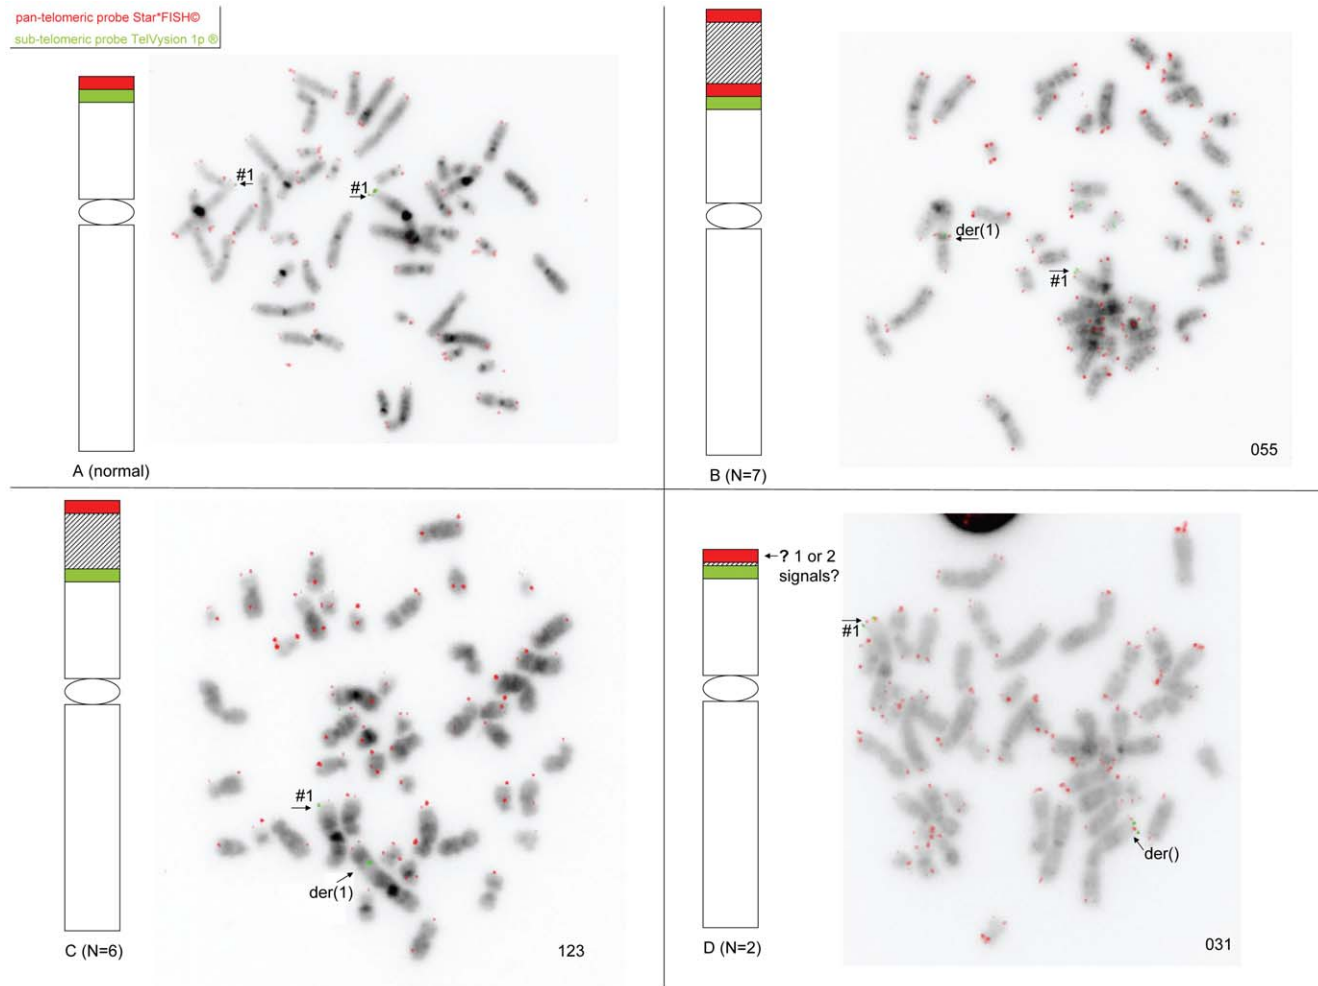 pan-telomeric probe Star*FISH©
sub-telomeric probe TelVysion 1p ®
#1
#1
A (normal)
der(1)
#1
055
B (N=7)
#1
der(1)
123
C (N=6)
? 1 or 2
signals?
#1
der()
031
D (N=2)